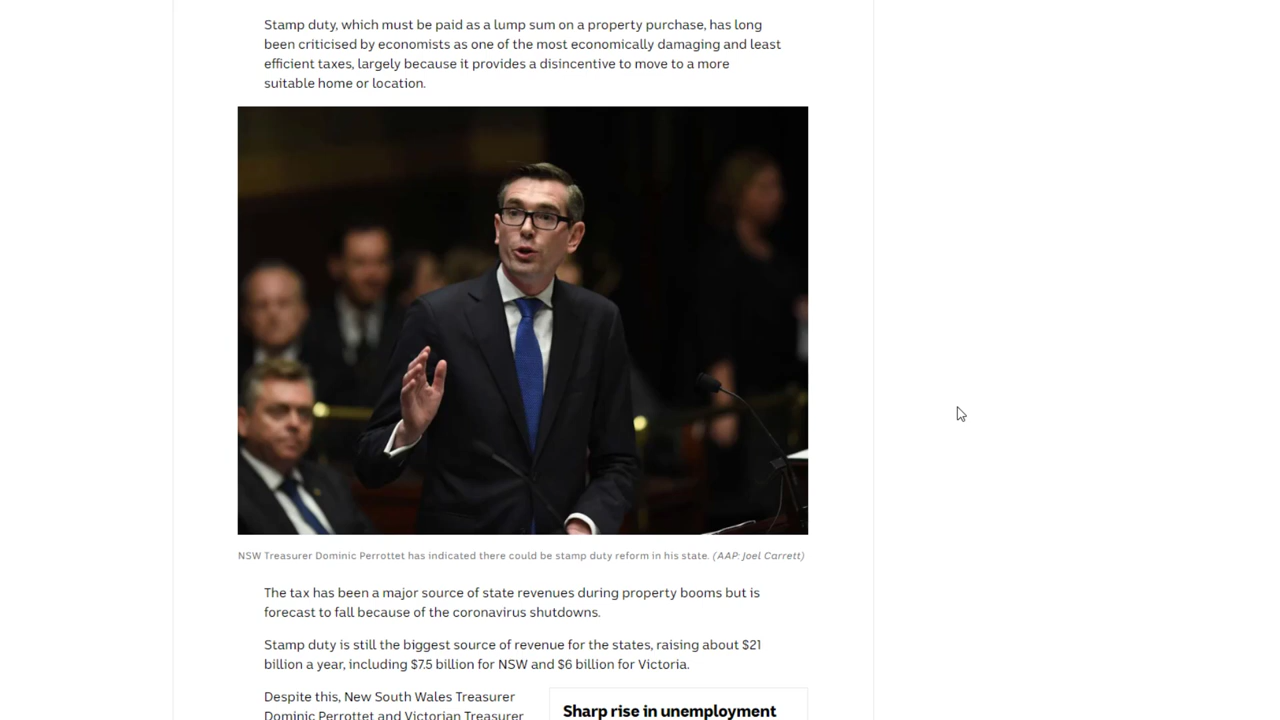 Stamp duty, which must be paid as a lump sum on a property purchase, has long
been criticised by economists as one of the most economically damaging and least
efficient taxes, largely because it provides a disincentive to move to a more
suitable home or location.
NSW Treasurer Dominic Perrottet has indicated there could be stamp duty reform in his state. (AAP: Joel Carrett)
The tax has been a major source of state revenues during property booms but is
forecast to fall because of the coronavirus shutdowns.
Stamp duty is still the biggest source of revenue for the states, raising about $21
billion a year, including $7.5 billion for NSW and $6 billion for Victoria.
Despite this, New South Wales Treasurer
Dominic Perrottet and Victorian Treasurer
Sharp rise in unemployment